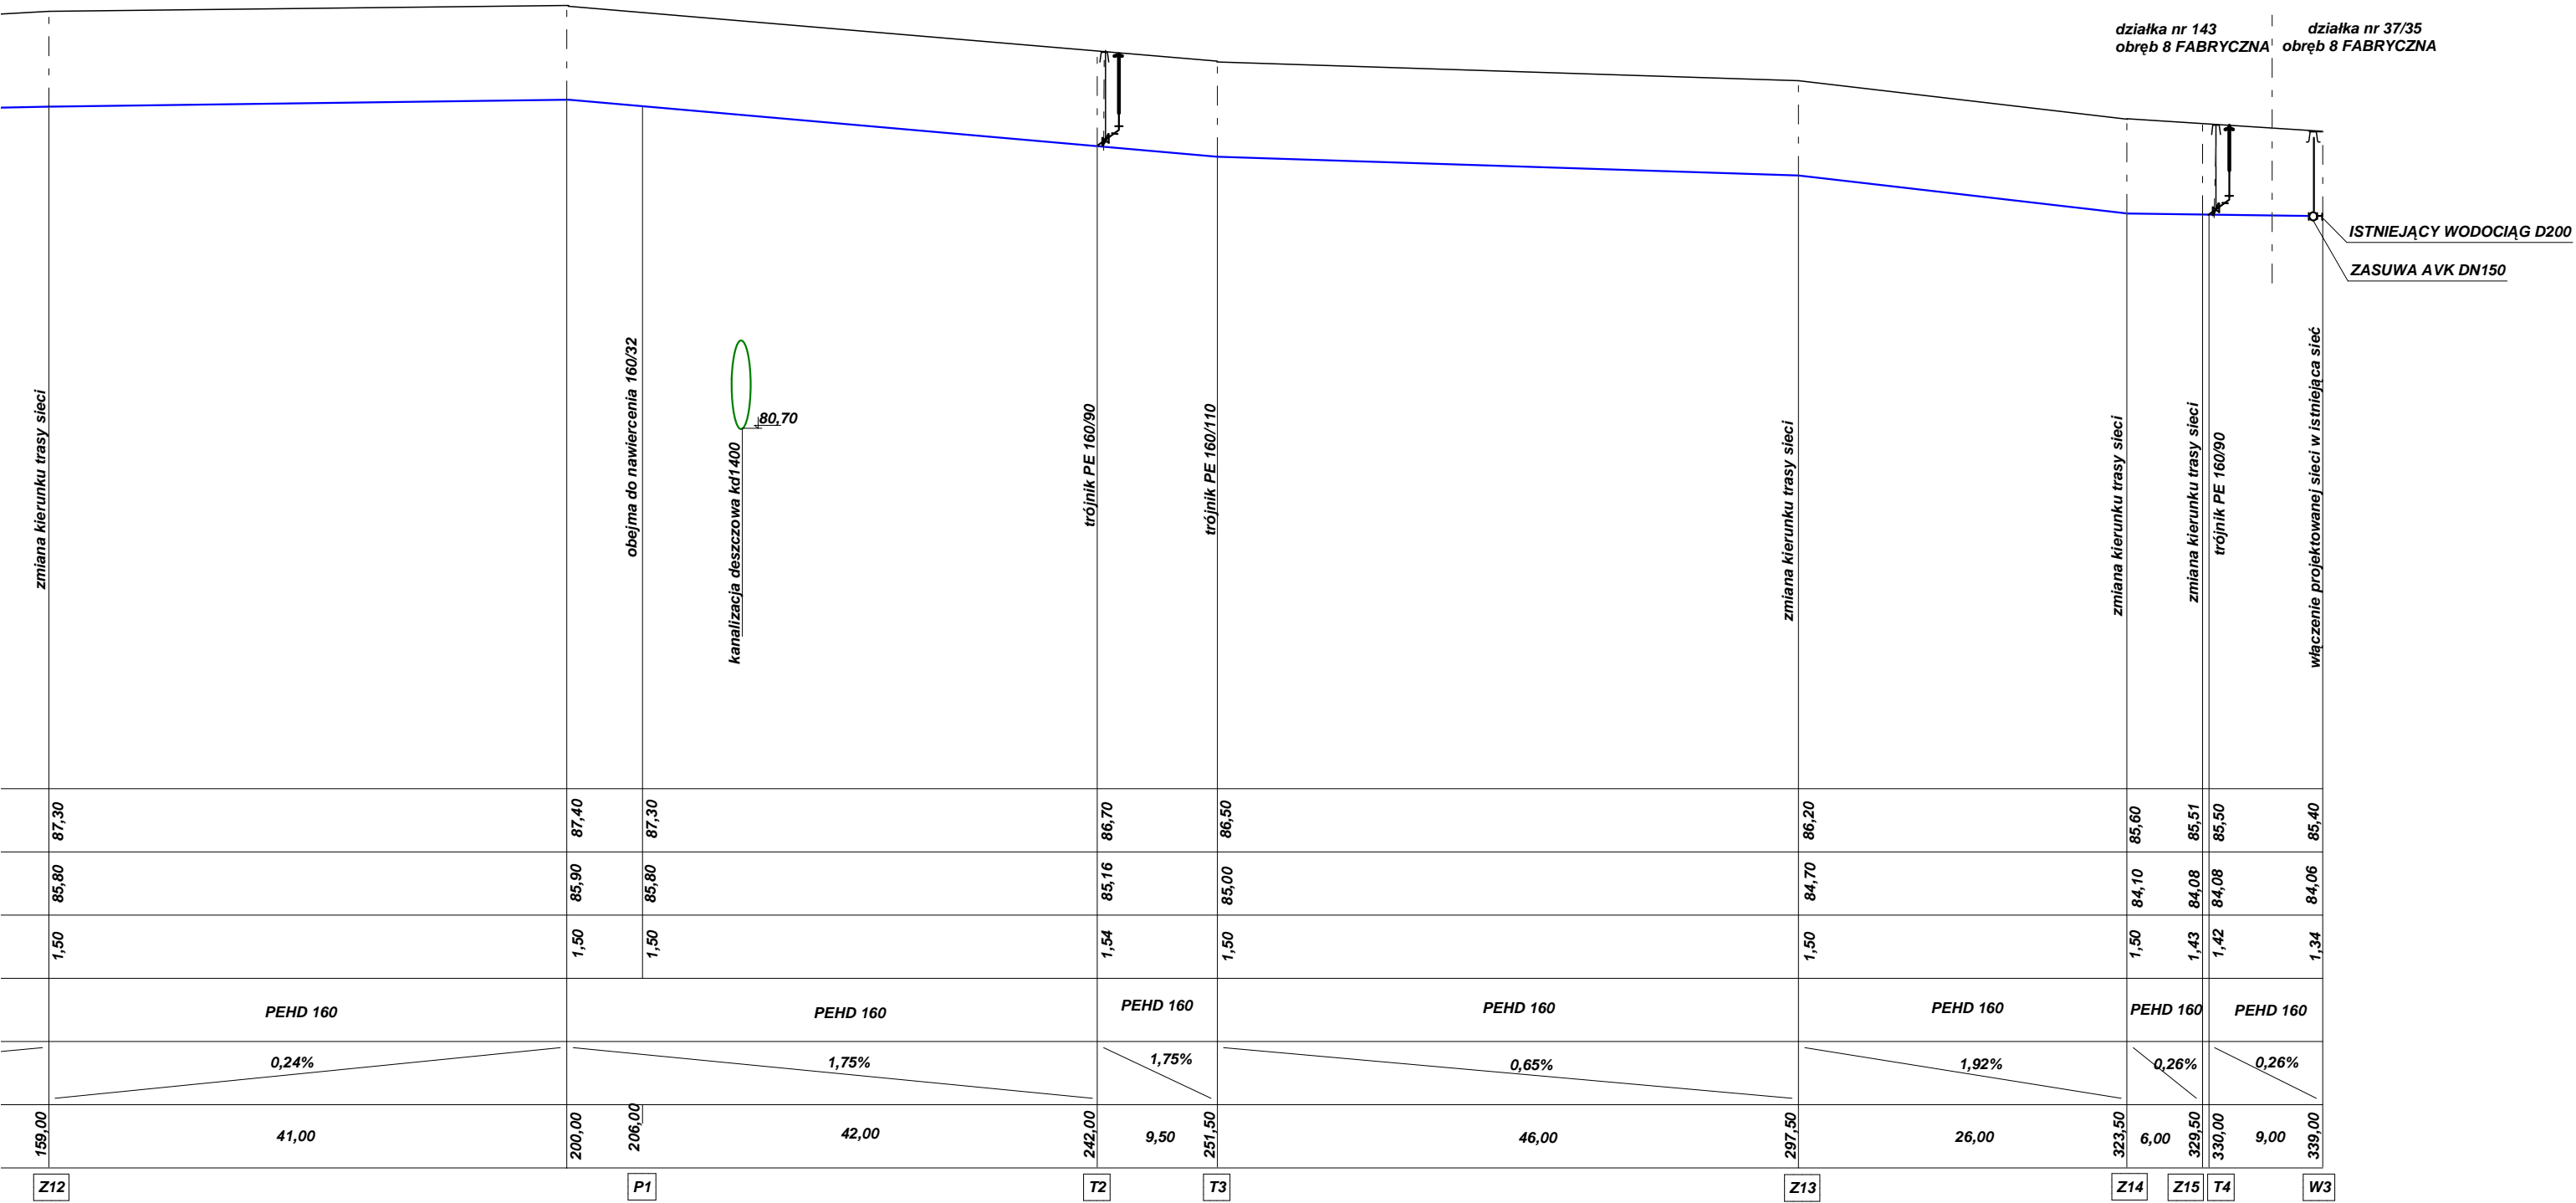 działka nr 143
obręb 8 FABRYCZNA
działka nr 37/35
obręb 8 FABRYCZNA
ISTNIEJĄCY WODOCIĄG D200
ZASUWA AVK DN150
zmiana kierunku trasy sieci
obejma do nawiercenia 160/32
80,70
kanalizacja deszczowa kd1400
trójnik PE 160/90
trójnik PE 160/110
zmiana kierunku trasy sieci
zmiana kierunku trasy sieci
zmiana kierunku trasy sieci
trójnik PE 160/90
włączenie projektowanej sieci w istniejąca sieć
87,30 87,40 87,30 86,70 86,50 86,20 85,60 85,51 85,50 85,40
85,80 85,90 85,80 85,16 85,00 84,70 84,10 84,08 84,08 84,06
1,50 1,50 1,50 1,54 1,50 1,50 1,50 1,43 1,42 1,34
PEHD 160 PEHD 160 PEHD 160 PEHD 160 PEHD 160 PEHD 160 PEHD 160
0,24% 1,75% 1,75% 0,65% 1,92% 0,26% 0,26%
159,00 41,00 200,00 206,00 42,00 242,00 9,50 251,50 46,00 297,50 26,00 323,50 6,00 329,50 330,00 9,00 339,00
Z12 P1 T2 T3 Z13 Z14 Z15 T4 W3